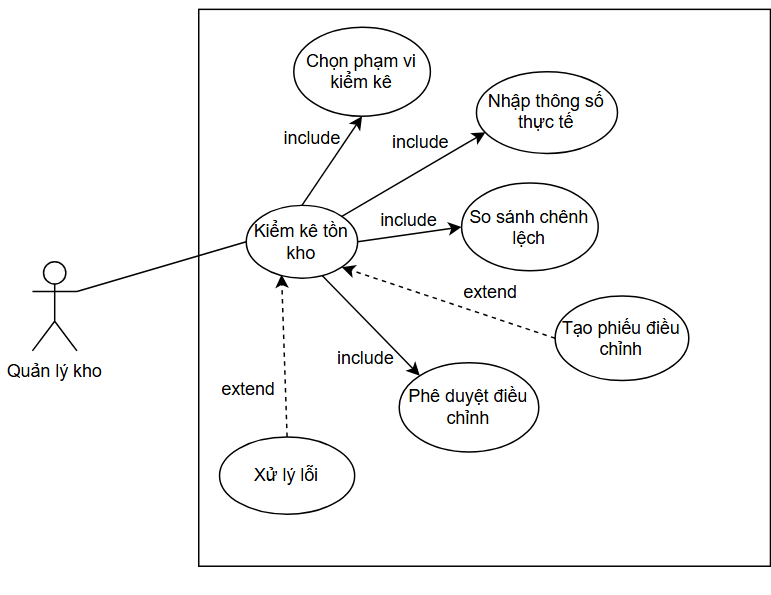 Chọn phạm vi
kiểm kê
Nhập thông số
thực tế
include
include
So sánh chênh
lệch
include
Kiểm kê tồn
kho
extend
Tạo phiếu điều
chỉnh
Quản lý kho
include
extend
Phê duyệt điều
chỉnh
Xử lý lỗi